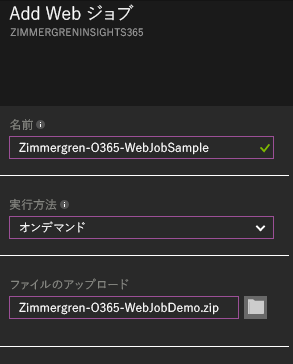 Add Web ジョブ
ZIMMERGRENINSIGHTS365
名前
Zimmergren-O365-WebJobSample
実行方法
オンデマンド
ファイルのアップロード
Zimmergren-O365-WebJobDemo.zip